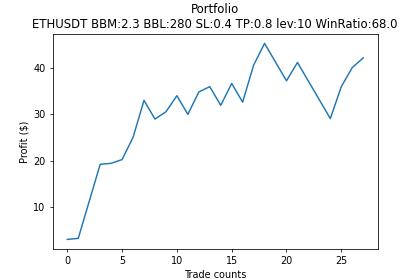 Portfolio
ETHUSDT BBM:2.3 BBL:280 SL:0.4 TP:0.8 lev:10 WinRatio:68.0
Profit ($)
40
30
20
10
0 5 10 15 20 25
Trade counts